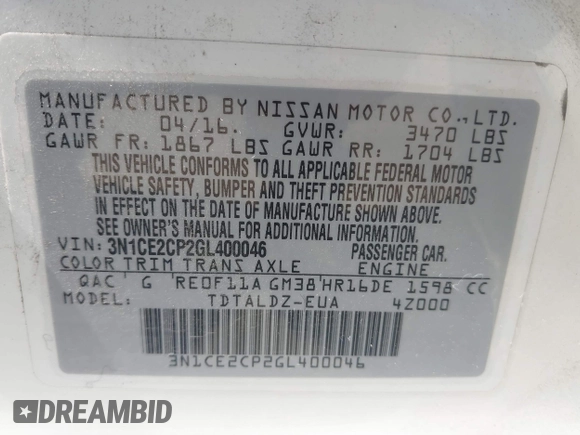 MANUFACTURED BY NISSAN MOTOR CO.,LTD.
DATE: 04/16. GVWR: 3470 LBS
GAWR FR: 1867 LBS GAWR RR: 1704 LBS
THIS VEHICLE CONFORMS TO ALL APPLICABLE FEDERAL MOTOR
VEHICLE SAFETY, BUMPER AND THEFT PREVENTION STANDARDS
IN EFFECT ON THE DATE OF MANUFACTURE SHOWN ABOVE.
SEE OWNER'S MANUAL FOR ADDITIONAL INFORMATION.
VIN: 3N1CE2CP2GL400046 PASSENGER CAR.
COLOR TRIM TRANS AXLE ENGINE
QAC G RE0F11A GM38 HR16DE 1598 CC
MODEL: TDTALDZ-EUA 4Z000
3N1CE2CP2GL400046
DREAMBID